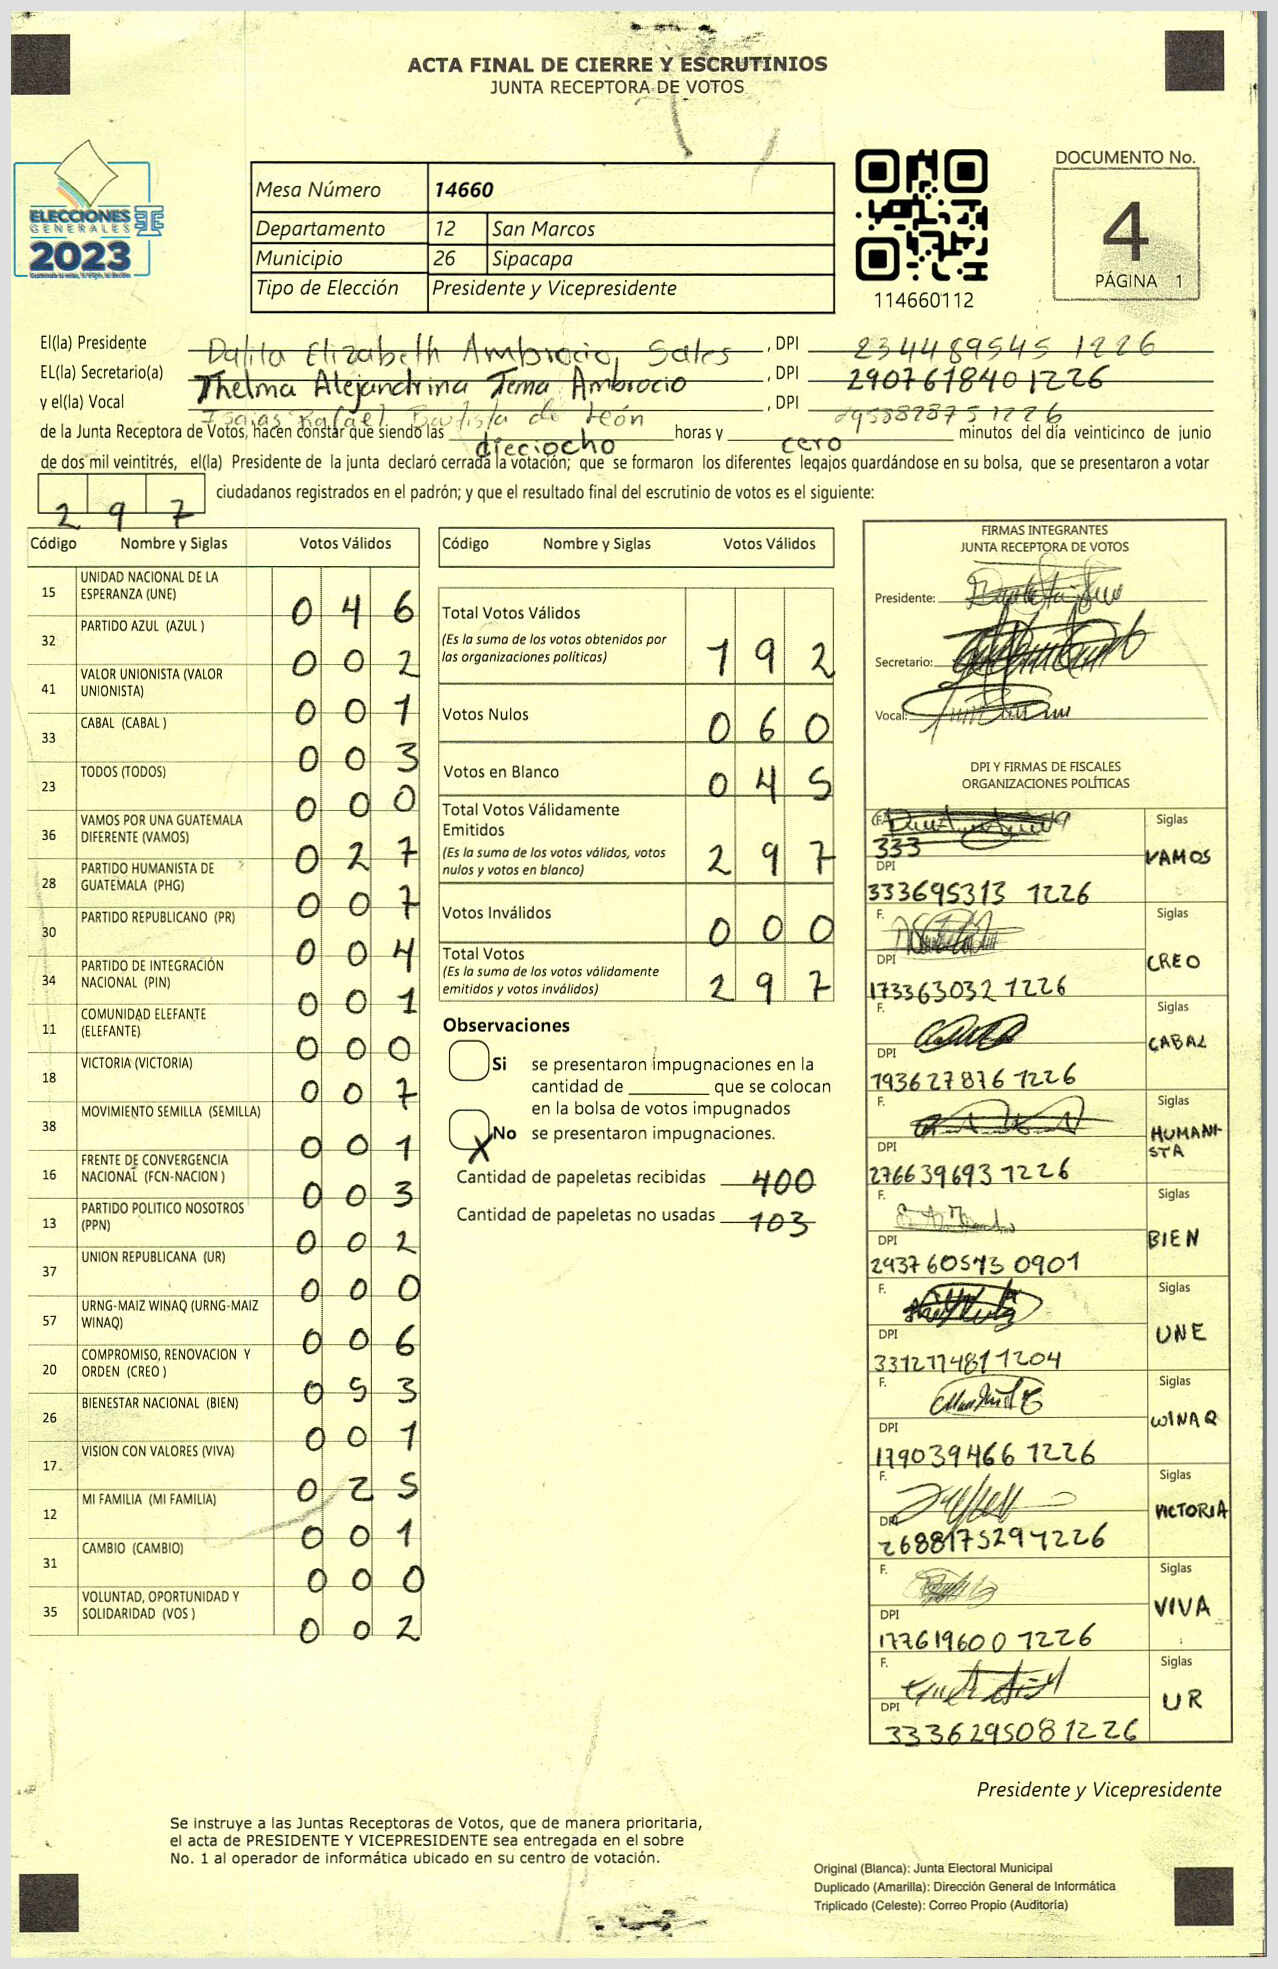 ACTA FINAL DE CIERRE Y ESCRUTINIOS
JUNTA RECEPTORA DE VOTOS
ELECCIONES
GENERALES
2023
Mesa Número 14660
Departamento 12 San Marcos
Municipio 26 Sipacapa
Tipo de Elección Presidente y Vicepresidente
114660112
DOCUMENTO No.
4
PÁGINA 1
El(la) Presidente Dalila Elizabeth Ambrocio Sales, DPI 234489545 1226
EL(la) Secretario(a) Thelma Alejandrina Tema Ambrocio, DPI 290761840 1226
y el(la) Vocal Isaias Rafael Bautista de León, DPI 1226
de la Junta Receptora de Votos, hacen constar que siendo las dieciocho horas y cero minutos del día veinticinco de junio
de dos mil veintitrés, el(la) Presidente de la junta declaró cerrada la votación; que se formaron los diferentes legajos guardándose en su bolsa, que se presentaron a votar
297 ciudadanos registrados en el padrón; y que el resultado final del escrutinio de votos es el siguiente:
Código Nombre y Siglas Votos Válidos
15 UNIDAD NACIONAL DE LA ESPERANZA (UNE) 046
32 PARTIDO AZUL (AZUL ) 002
41 VALOR UNIONISTA (VALOR UNIONISTA) 001
33 CABAL (CABAL ) 003
23 TODOS (TODOS) 000
36 VAMOS POR UNA GUATEMALA DIFERENTE (VAMOS) 027
28 PARTIDO HUMANISTA DE GUATEMALA (PHG) 007
30 PARTIDO REPUBLICANO (PR) 004
34 PARTIDO DE INTEGRACIÓN NACIONAL (PIN) 001
11 COMUNIDAD ELEFANTE (ELEFANTE) 000
18 VICTORIA (VICTORIA) 007
38 MOVIMIENTO SEMILLA (SEMILLA) 001
16 FRENTE DE CONVERGENCIA NACIONAL (FCN-NACION ) 003
13 PARTIDO POLITICO NOSOTROS (PPN) 002
37 UNION REPUBLICANA (UR) 000
57 URNG-MAIZ WINAQ (URNG-MAIZ WINAQ) 006
20 COMPROMISO, RENOVACION Y ORDEN (CREO ) 053
26 BIENESTAR NACIONAL (BIEN) 001
17 VISION CON VALORES (VIVA) 025
12 MI FAMILIA (MI FAMILIA) 001
31 CAMBIO (CAMBIO) 000
35 VOLUNTAD, OPORTUNIDAD Y SOLIDARIDAD (VOS ) 002
Código Nombre y Siglas Votos Válidos
Total Votos Válidos
(Es la suma de los votos obtenidos por
las organizaciones políticas) 192
Votos Nulos 060
Votos en Blanco 045
Total Votos Válidamente
Emitidos
(Es la suma de los votos válidos, votos
nulos y votos en blanco) 297
Votos Inválidos 000
Total Votos
(Es la suma de los votos válidamente
emitidos y votos inválidos) 297
Observaciones
Si se presentaron impugnaciones en la
cantidad de ________ que se colocan
en la bolsa de votos impugnados
X No se presentaron impugnaciones.
Cantidad de papeletas recibidas 400
Cantidad de papeletas no usadas 103
FIRMAS INTEGRANTES
JUNTA RECEPTORA DE VOTOS
Presidente:
Secretario:
Vocal:
DPI Y FIRMAS DE FISCALES
ORGANIZACIONES POLÍTICAS
F. Siglas
333 VAMOS
DPI
333695313 1226
F. Siglas
CREO
DPI
173363032 1226
F. Siglas
CABAL
DPI
193627876 1226
F. Siglas
HUMANI-
STA
DPI
276639693 1226
F. Siglas
BIEN
DPI
293760573 0901
F. Siglas
UNE
DPI
331277481 1204
F. Siglas
WINAQ
DPI
179039466 1226
F. Siglas
VICTORIA
DPI
268817529 1226
F. Siglas
VIVA
DPI
177619600 1226
F. Siglas
UR
DPI
333629508 1226
Presidente y Vicepresidente
Se instruye a las Juntas Receptoras de Votos, que de manera prioritaria,
el acta de PRESIDENTE Y VICEPRESIDENTE sea entregada en el sobre
No. 1 al operador de informática ubicado en su centro de votación.
Original (Blanca): Junta Electoral Municipal
Duplicado (Amarilla): Dirección General de Informática
Triplicado (Celeste): Correo Propio (Auditoría)